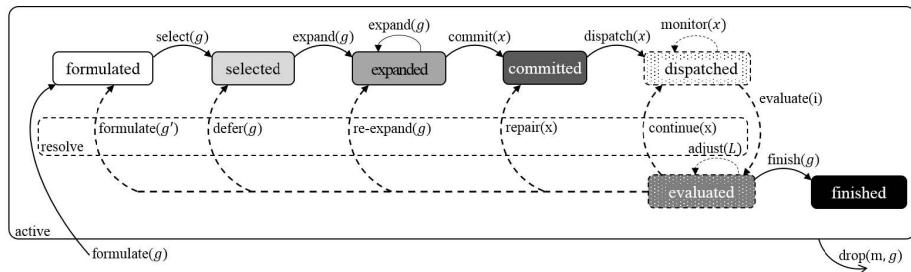 expand(g)
select(g) expand(g) commit(x) dispatch(x) monitor(x)
formulated selected expanded committed dispatched
evaluate(i)
formulate(g') defer(g) re-expand(g) repair(x) continue(x)
resolve adjust(L)
finish(g)
evaluated finished
active
formulate(g) drop(m, g)